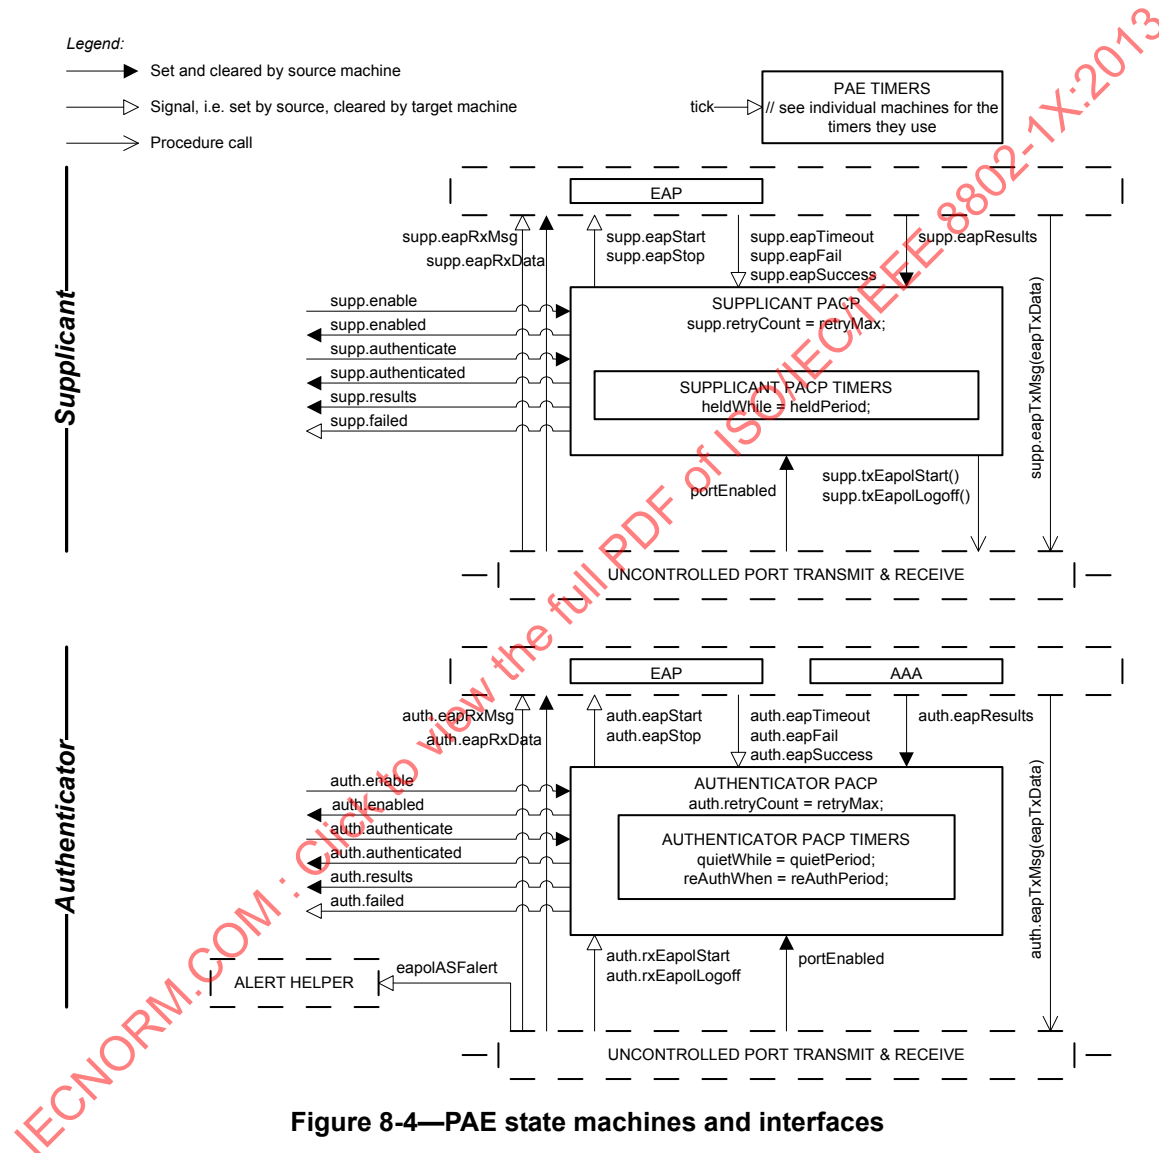 Legend:
Set and cleared by source machine
Signal, i.e. set by source, cleared by target machine
Procedure call
tick
PAE TIMERS
// see individual machines for the
timers they use
Supplicant
EAP
supp.eapRxMsg
supp.eapRxData
supp.eapStart
supp.eapStop
supp.eapTimeout
supp.eapFail
supp.eapSuccess
supp.eapResults
supp.eapTxMsg(eapTxData)
supp.enable
supp.enabled
supp.authenticate
supp.authenticated
supp.results
supp.failed
SUPPLICANT PACP
supp.retryCount = retryMax;
SUPPLICANT PACP TIMERS
heldWhile = heldPeriod;
portEnabled
supp.txEapolStart()
supp.txEapolLogoff()
UNCONTROLLED PORT TRANSMIT & RECEIVE
Authenticator
EAP
AAA
auth.eapRxMsg
auth.eapRxData
auth.eapStart
auth.eapStop
auth.eapTimeout
auth.eapFail
auth.eapSuccess
auth.eapResults
auth.eapTxMsg(eapTxData)
auth.enable
auth.enabled
auth.authenticate
auth.authenticated
auth.results
auth.failed
AUTHENTICATOR PACP
auth.retryCount = retryMax;
AUTHENTICATOR PACP TIMERS
quietWhile = quietPeriod;
reAuthWhen = reAuthPeriod;
auth.rxEapolStart
auth.rxEapolLogoff
portEnabled
eapolASFalert
ALERT HELPER
UNCONTROLLED PORT TRANSMIT & RECEIVE
Figure 8-4—PAE state machines and interfaces
IECNORM.COM : Click to view the full PDF of ISO/IEC/IEEE 8802-1X:2013